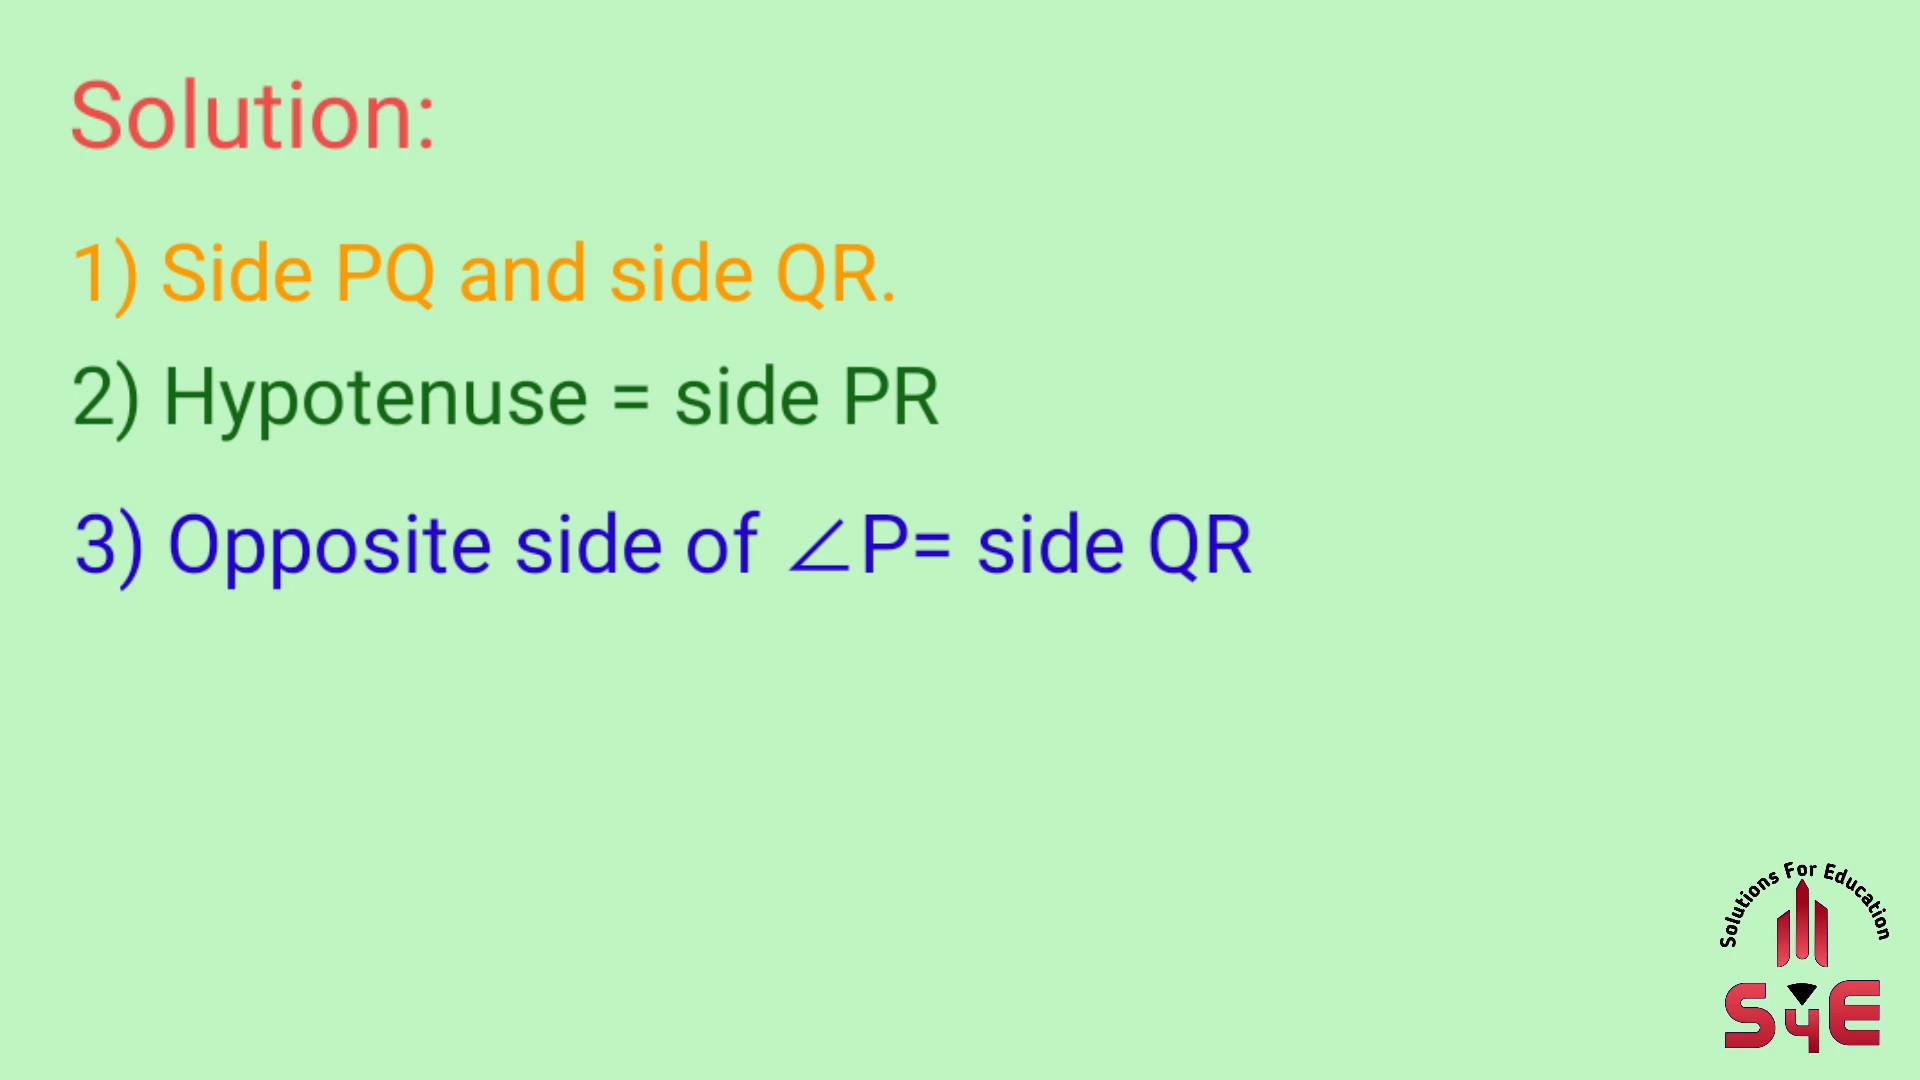 Solution:
1) Side PQ and side QR.
2) Hypotenuse = side PR
3) Opposite side of ∠P= side QR
Solutions For Education
S4E